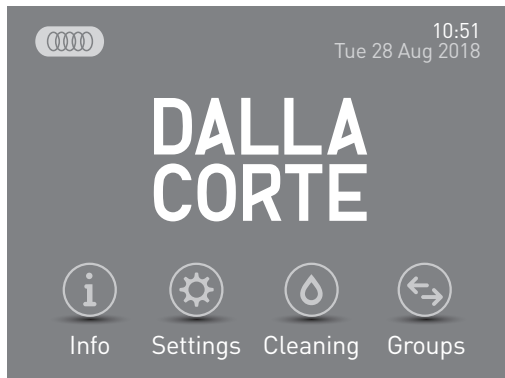 10:51
Tue 28 Aug 2018
DALLA
CORTE
Info Settings Cleaning Groups